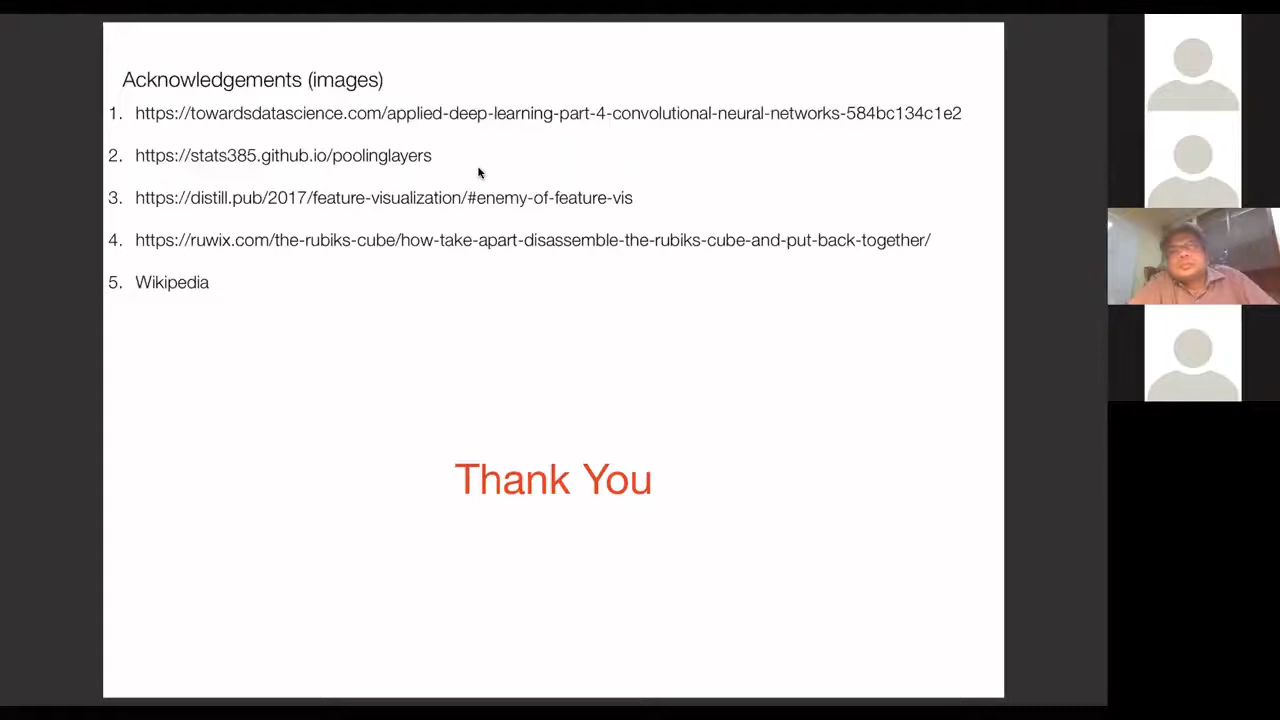 Acknowledgements (images)
1. https://towardsdatascience.com/applied-deep-learning-part-4-convolutional-neural-networks-584bc134c1e2
2. https://stats385.github.io/poolinglayers
3. https://distill.pub/2017/feature-visualization/#enemy-of-feature-vis
4. https://ruwix.com/the-rubiks-cube/how-take-apart-disassemble-the-rubiks-cube-and-put-back-together/
5. Wikipedia
Thank You